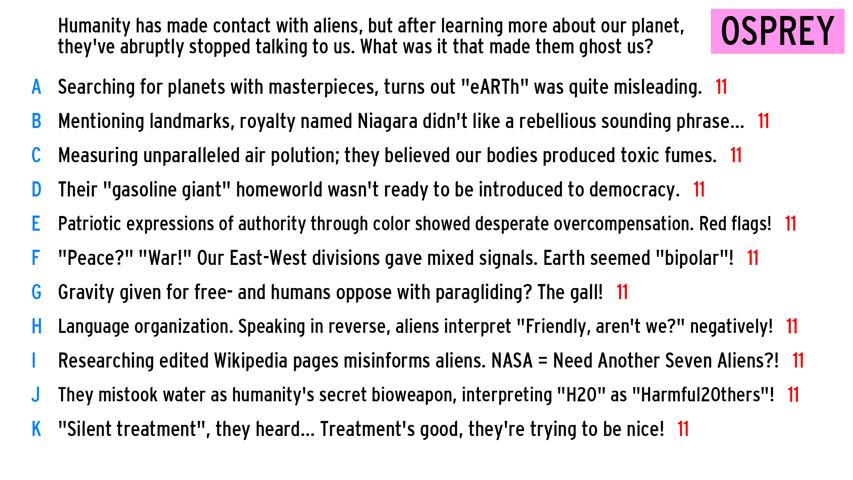 Humanity has made contact with aliens, but after learning more about our planet,
they've abruptly stopped talking to us. What was it that made them ghost us?
OSPREY
A Searching for planets with masterpieces, turns out "eARTh" was quite misleading. 11
B Mentioning landmarks, royalty named Niagara didn't like a rebellious sounding phrase... 11
C Measuring unparalleled air polution; they believed our bodies produced toxic fumes. 11
D Their "gasoline giant" homeworld wasn't ready to be introduced to democracy. 11
E Patriotic expressions of authority through color showed desperate overcompensation. Red flags! 11
F "Peace?" "War!" Our East-West divisions gave mixed signals. Earth seemed "bipolar"! 11
G Gravity given for free- and humans oppose with paragliding? The gall! 11
H Language organization. Speaking in reverse, aliens interpret "Friendly, aren't we?" negatively! 11
I Researching edited Wikipedia pages misinforms aliens. NASA = Need Another Seven Aliens?! 11
J They mistook water as humanity's secret bioweapon, interpreting "H20" as "Harmful20thers"! 11
K "Silent treatment", they heard... Treatment's good, they're trying to be nice! 11